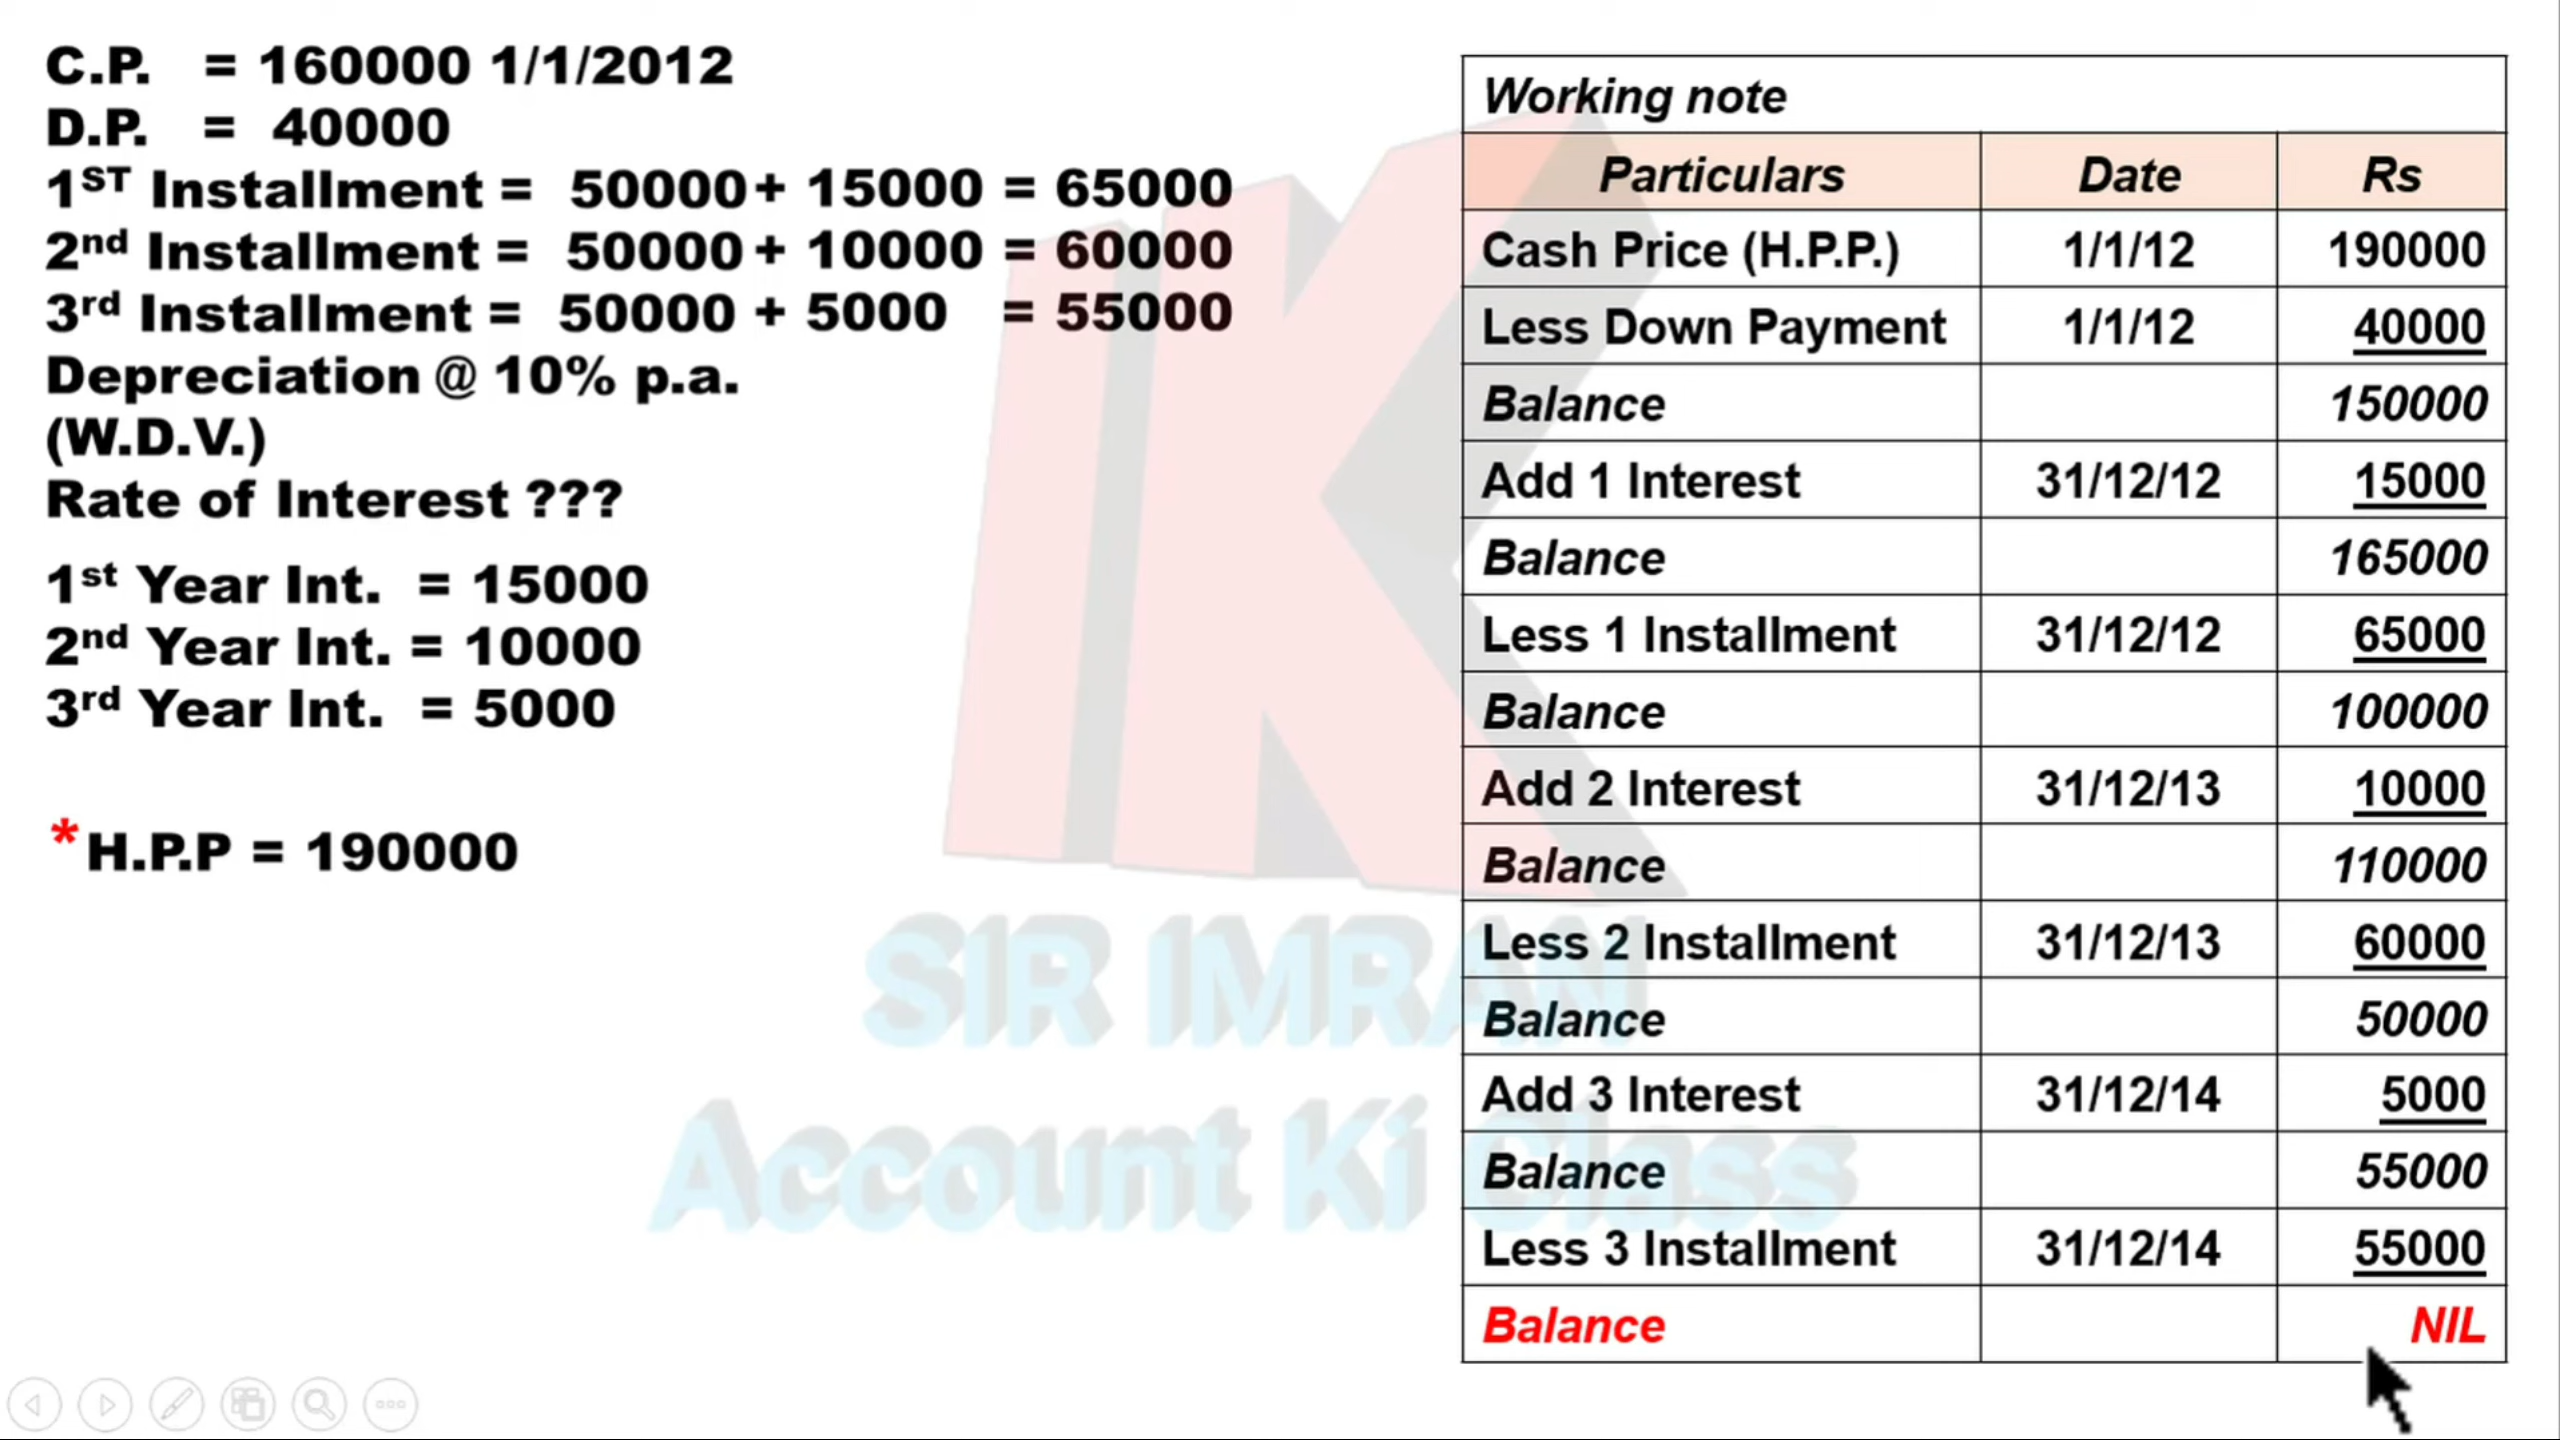 C.P. = 160000 1/1/2012
D.P. = 40000
1ST Installment = 50000+ 15000 = 65000
2nd Installment = 50000 + 10000 = 60000
3rd Installment = 50000 + 5000 = 55000
Depreciation @ 10% p.a.
(W.D.V.)
Rate of Interest ???
1st Year Int. = 15000
2nd Year Int. = 10000
3rd Year Int. = 5000
*H.P.P = 190000
Working note
Particulars Date Rs
Cash Price (H.P.P.) 1/1/12 190000
Less Down Payment 1/1/12 40000
Balance 150000
Add 1 Interest 31/12/12 15000
Balance 165000
Less 1 Installment 31/12/12 65000
Balance 100000
Add 2 Interest 31/12/13 10000
Balance 110000
Less 2 Installment 31/12/13 60000
Balance 50000
Add 3 Interest 31/12/14 5000
Balance 55000
Less 3 Installment 31/12/14 55000
Balance NIL
IK
SIR IMRAN
Account Ki Class